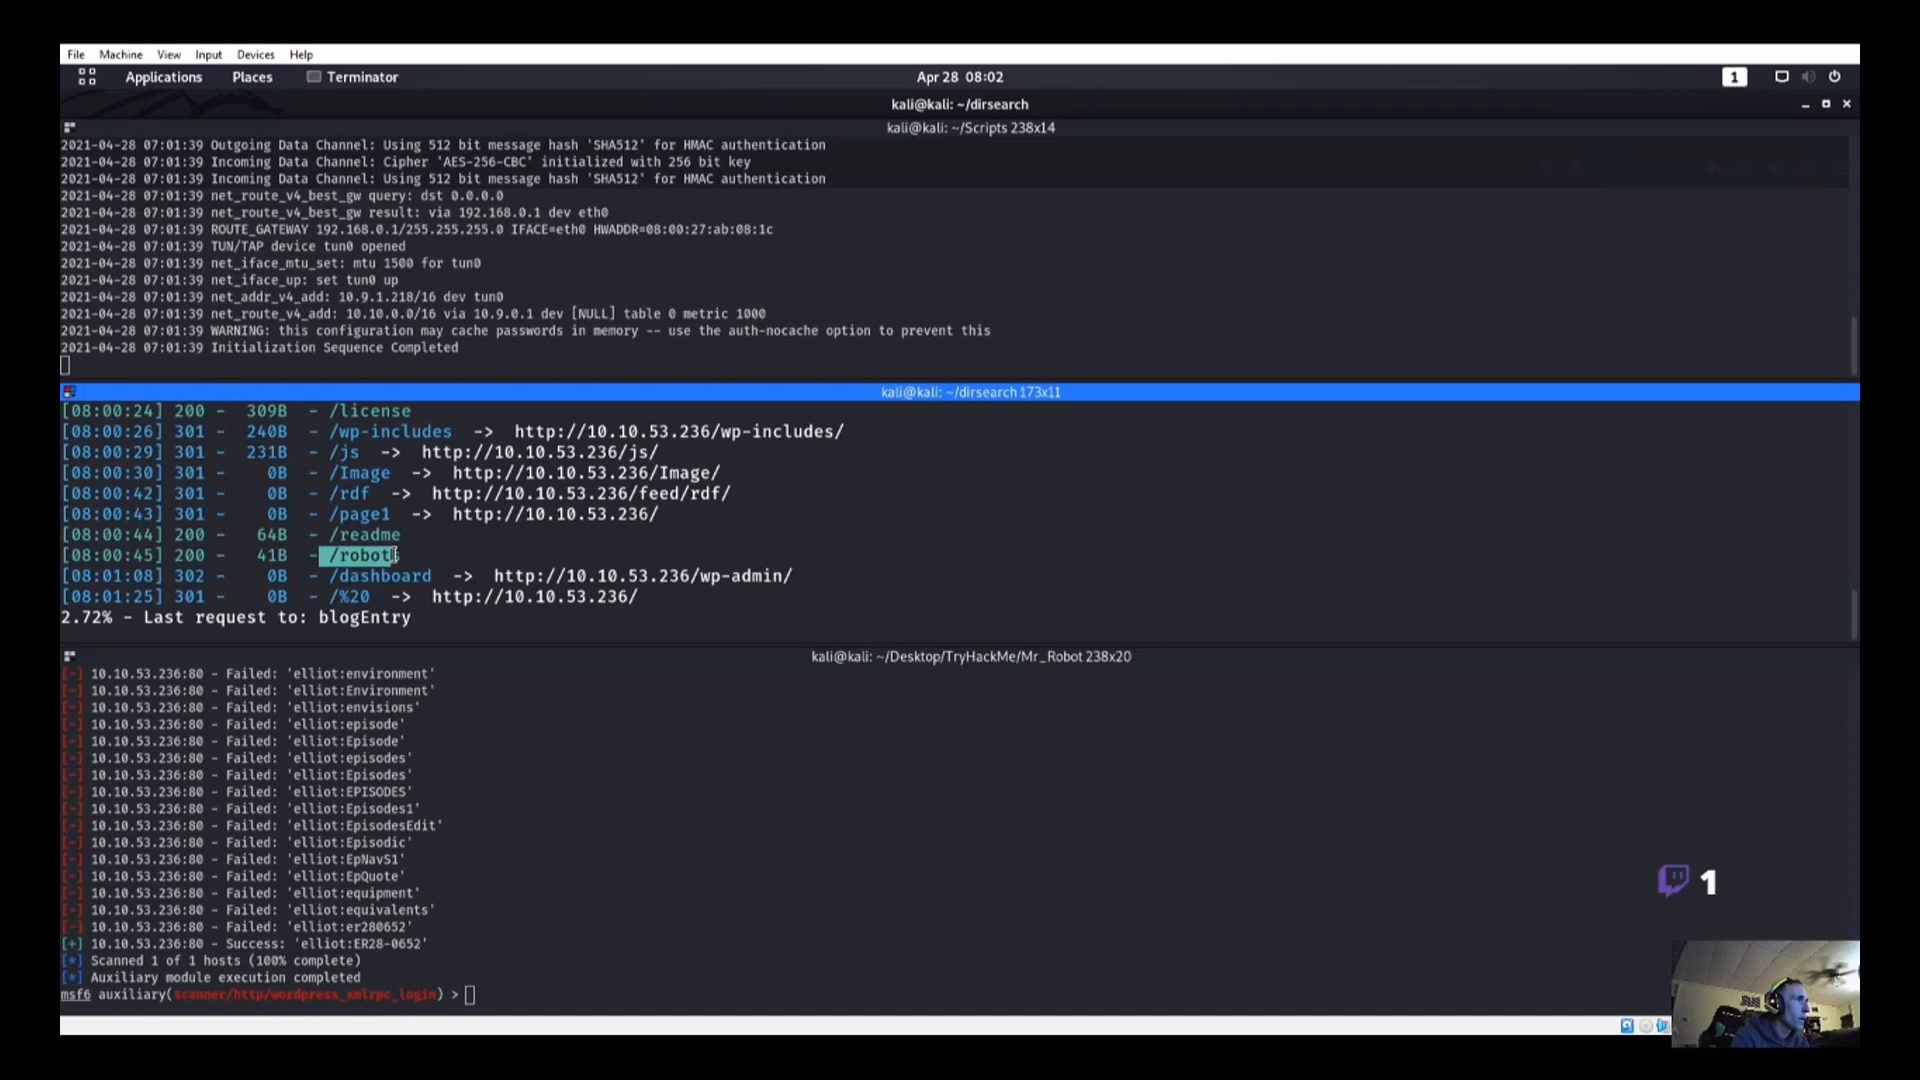 File Machine View Input Devices Help
Applications Places Terminator Apr 28 08:02 1
kali@kali: ~/dirsearch
kali@kali: ~/Scripts 238x14
2021-04-28 07:01:39 Outgoing Data Channel: Using 512 bit message hash 'SHA512' for HMAC authentication
2021-04-28 07:01:39 Incoming Data Channel: Cipher 'AES-256-CBC' initialized with 256 bit key
2021-04-28 07:01:39 Incoming Data Channel: Using 512 bit message hash 'SHA512' for HMAC authentication
2021-04-28 07:01:39 net_route_v4_best_gw query: dst 0.0.0.0
2021-04-28 07:01:39 net_route_v4_best_gw result: via 192.168.0.1 dev eth0
2021-04-28 07:01:39 ROUTE_GATEWAY 192.168.0.1/255.255.255.0 IFACE=eth0 HWADDR=08:00:27:ab:08:1c
2021-04-28 07:01:39 TUN/TAP device tun0 opened
2021-04-28 07:01:39 net_iface_mtu_set: mtu 1500 for tun0
2021-04-28 07:01:39 net_iface_up: set tun0 up
2021-04-28 07:01:39 net_addr_v4_add: 10.9.1.218/16 dev tun0
2021-04-28 07:01:39 net_route_v4_add: 10.10.0.0/16 via 10.9.0.1 dev [NULL] table 0 metric 1000
2021-04-28 07:01:39 WARNING: this configuration may cache passwords in memory -- use the auth-nocache option to prevent this
2021-04-28 07:01:39 Initialization Sequence Completed
kali@kali: ~/dirsearch 173x11
[08:00:24] 200 - 309B - /license
[08:00:26] 301 - 240B - /wp-includes -> http://10.10.53.236/wp-includes/
[08:00:29] 301 - 231B - /js -> http://10.10.53.236/js/
[08:00:30] 301 - 0B - /Image -> http://10.10.53.236/Image/
[08:00:42] 301 - 0B - /rdf -> http://10.10.53.236/feed/rdf/
[08:00:43] 301 - 0B - /page1 -> http://10.10.53.236/
[08:00:44] 200 - 64B - /readme
[08:00:45] 200 - 41B - /robots
[08:01:08] 302 - 0B - /dashboard -> http://10.10.53.236/wp-admin/
[08:01:25] 301 - 0B - /%20 -> http://10.10.53.236/
2.72% - Last request to: blogEntry
kali@kali: ~/Desktop/TryHackMe/Mr_Robot 238x20
[-] 10.10.53.236:80 - Failed: 'elliot:environment'
[-] 10.10.53.236:80 - Failed: 'elliot:Environment'
[-] 10.10.53.236:80 - Failed: 'elliot:envisions'
[-] 10.10.53.236:80 - Failed: 'elliot:episode'
[-] 10.10.53.236:80 - Failed: 'elliot:Episode'
[-] 10.10.53.236:80 - Failed: 'elliot:episodes'
[-] 10.10.53.236:80 - Failed: 'elliot:Episodes'
[-] 10.10.53.236:80 - Failed: 'elliot:EPISODES'
[-] 10.10.53.236:80 - Failed: 'elliot:Episodes1'
[-] 10.10.53.236:80 - Failed: 'elliot:EpisodesEdit'
[-] 10.10.53.236:80 - Failed: 'elliot:Episodic'
[-] 10.10.53.236:80 - Failed: 'elliot:EpNavS1'
[-] 10.10.53.236:80 - Failed: 'elliot:EpQuote'
[-] 10.10.53.236:80 - Failed: 'elliot:equipment'
[-] 10.10.53.236:80 - Failed: 'elliot:equivalents'
[-] 10.10.53.236:80 - Failed: 'elliot:er280652'
[+] 10.10.53.236:80 - Success: 'elliot:ER28-0652'
[*] Scanned 1 of 1 hosts (100% complete)
[*] Auxiliary module execution completed
msf6 auxiliary(scanner/http/wordpress_xmlrpc_login) >
1